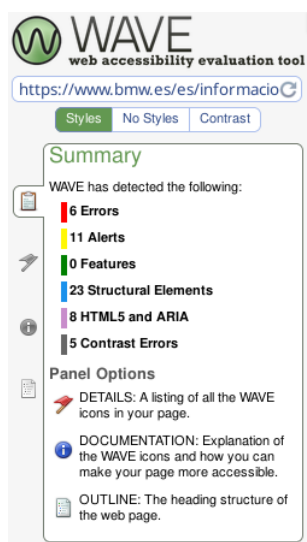 WAVE
web accessibility evaluation tool
https://www.bmw.es/es/informacio
Styles No Styles Contrast
Summary
WAVE has detected the following:
6 Errors
11 Alerts
0 Features
23 Structural Elements
8 HTML5 and ARIA
5 Contrast Errors
Panel Options
DETAILS: A listing of all the WAVE
icons in your page.
DOCUMENTATION: Explanation of
the WAVE icons and how you can
make your page more accessible.
OUTLINE: The heading structure of
the web page.